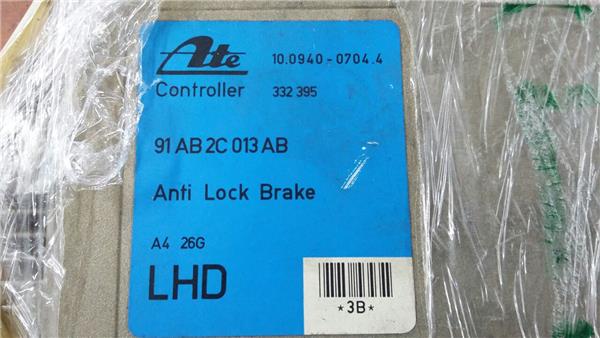 Ate 10.0940-0704.4
Controller 332 395
91 AB 2C 013 AB
Anti Lock Brake
A4 26G
LHD
*3B*